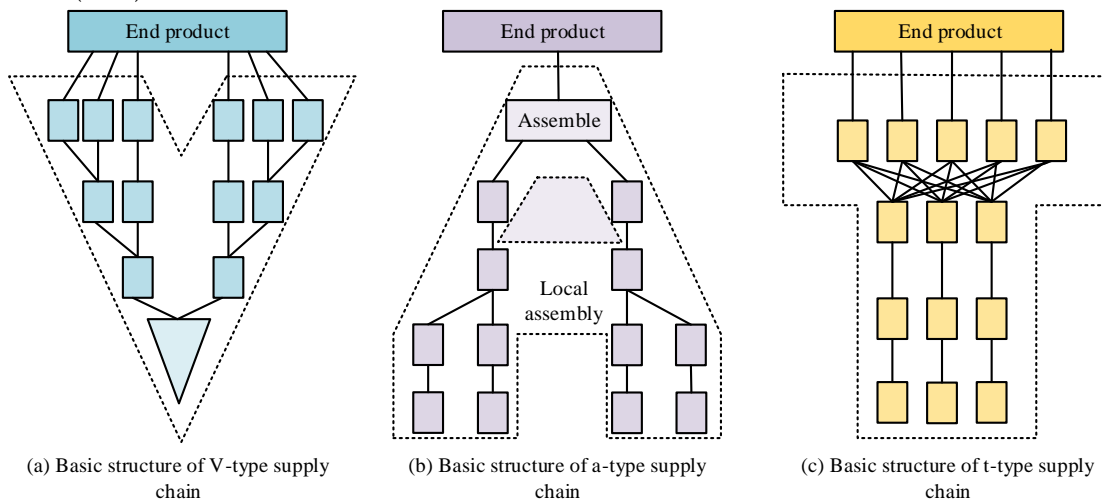 End product
End product
End product
Assemble
Local
assembly
(a) Basic structure of V-type supply
chain
(b) Basic structure of a-type supply
chain
(c) Basic structure of t-type supply
chain